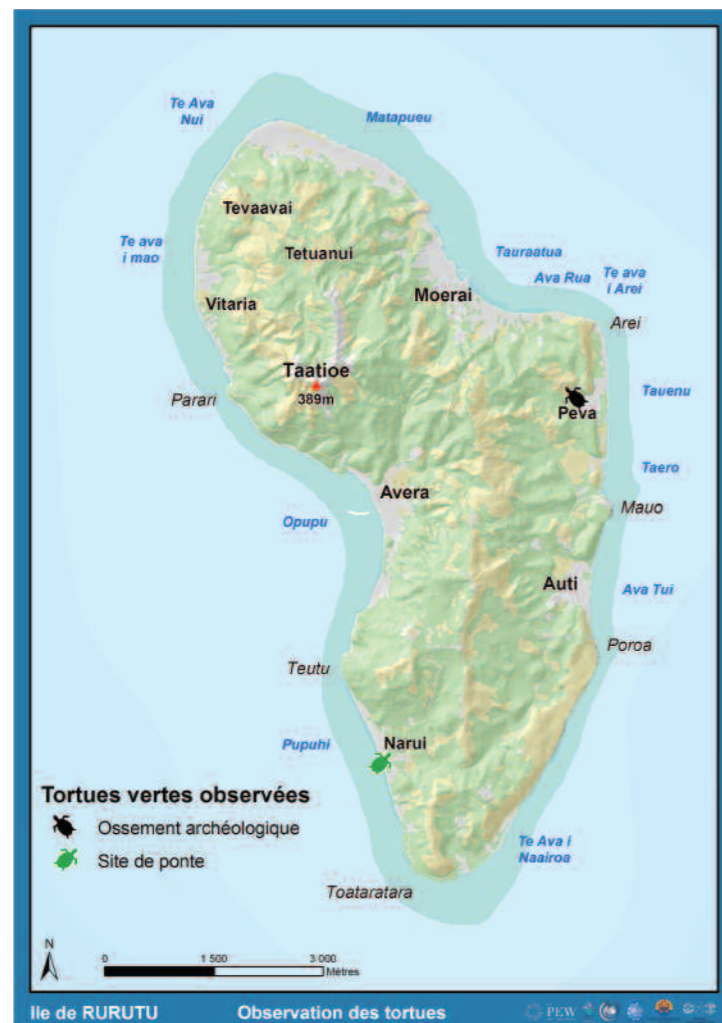 Te Ava
Nui
Matapueu
Tevaavai
Te ava
i mao
Tetuanui
Tauraatua
Ava Rua
Te ava
i Arei
Vitaria
Moerai
Arei
Taatioe
389m
Parari
Peva
Tauenu
Taero
Avera
Mauo
Opupu
Auti
Ava Tui
Poroa
Teutu
Pupuhi
Narui
Tortues vertes observées
Ossement archéologique
Site de ponte
Te Ava i
Naairoa
Toataratara
N
0 1 500 3 000
Mètres
Ile de RURUTU Observation des tortues PEW